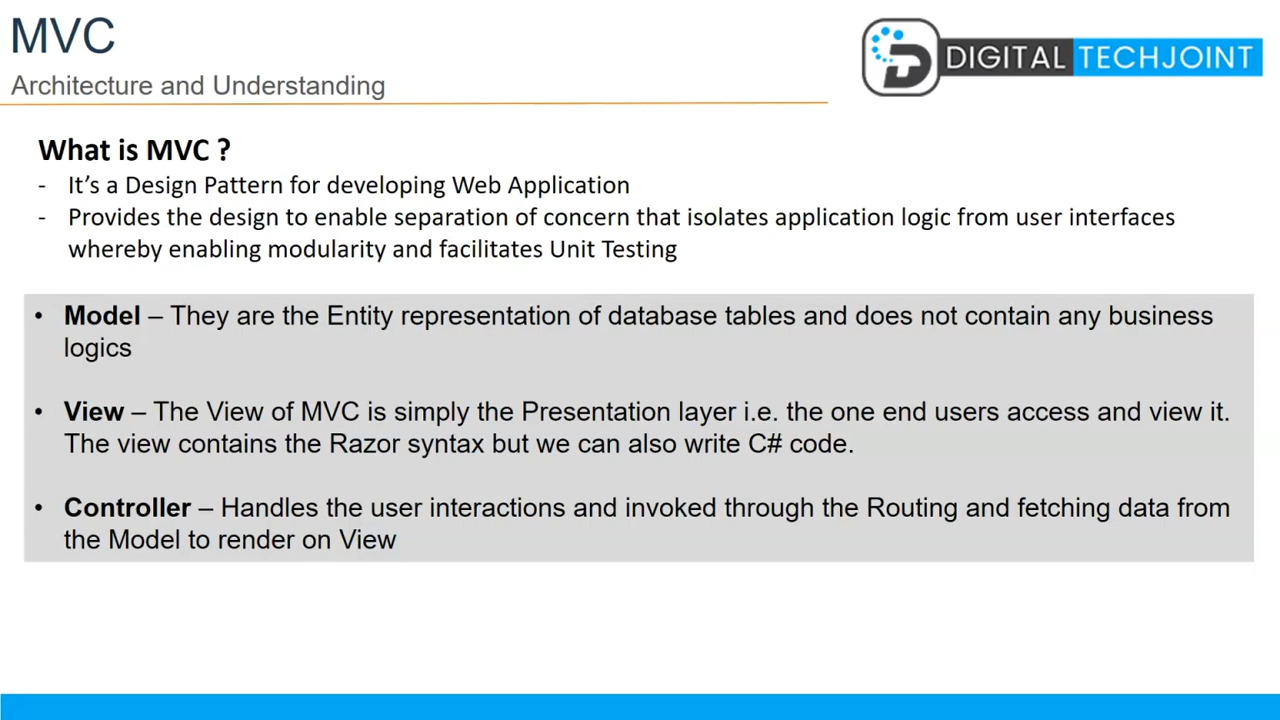 MVC
Architecture and Understanding
DIGITAL TECHJOINT
What is MVC ?
- It’s a Design Pattern for developing Web Application
- Provides the design to enable separation of concern that isolates application logic from user interfaces
whereby enabling modularity and facilitates Unit Testing
• Model – They are the Entity representation of database tables and does not contain any business
logics
• View – The View of MVC is simply the Presentation layer i.e. the one end users access and view it.
The view contains the Razor syntax but we can also write C# code.
• Controller – Handles the user interactions and invoked through the Routing and fetching data from
the Model to render on View